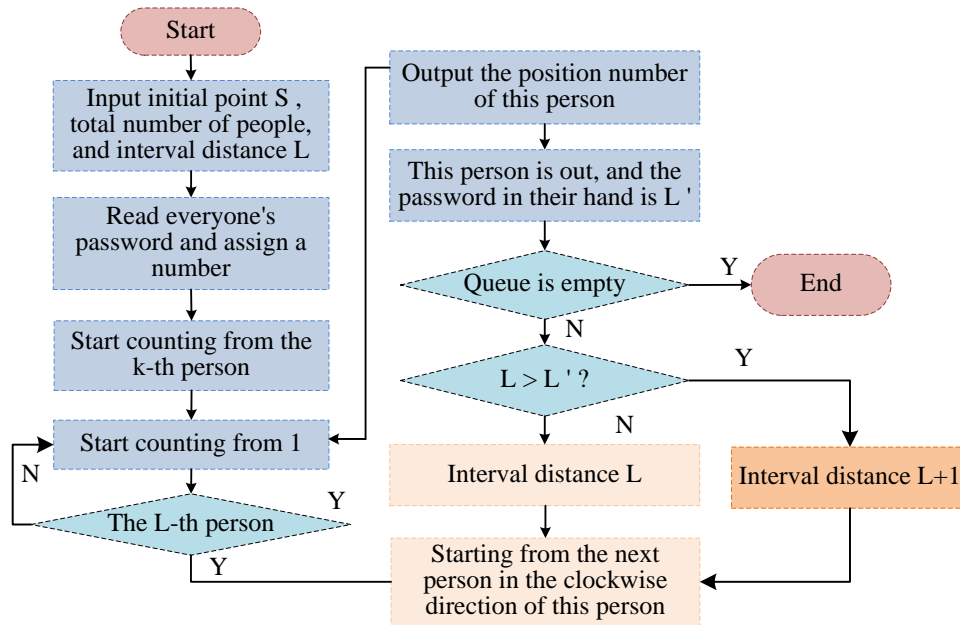 Start
Input initial point S ,
total number of people,
and interval distance L
Read everyone's
password and assign a
number
Start counting from the
k-th person
Start counting from 1
N
The L-th person
Y
Y
Output the position number
of this person
This person is out, and the
password in their hand is L '
Queue is empty
Y
End
N
L > L ' ?
Y
N
Interval distance L
Interval distance L+1
Starting from the next
person in the clockwise
direction of this person